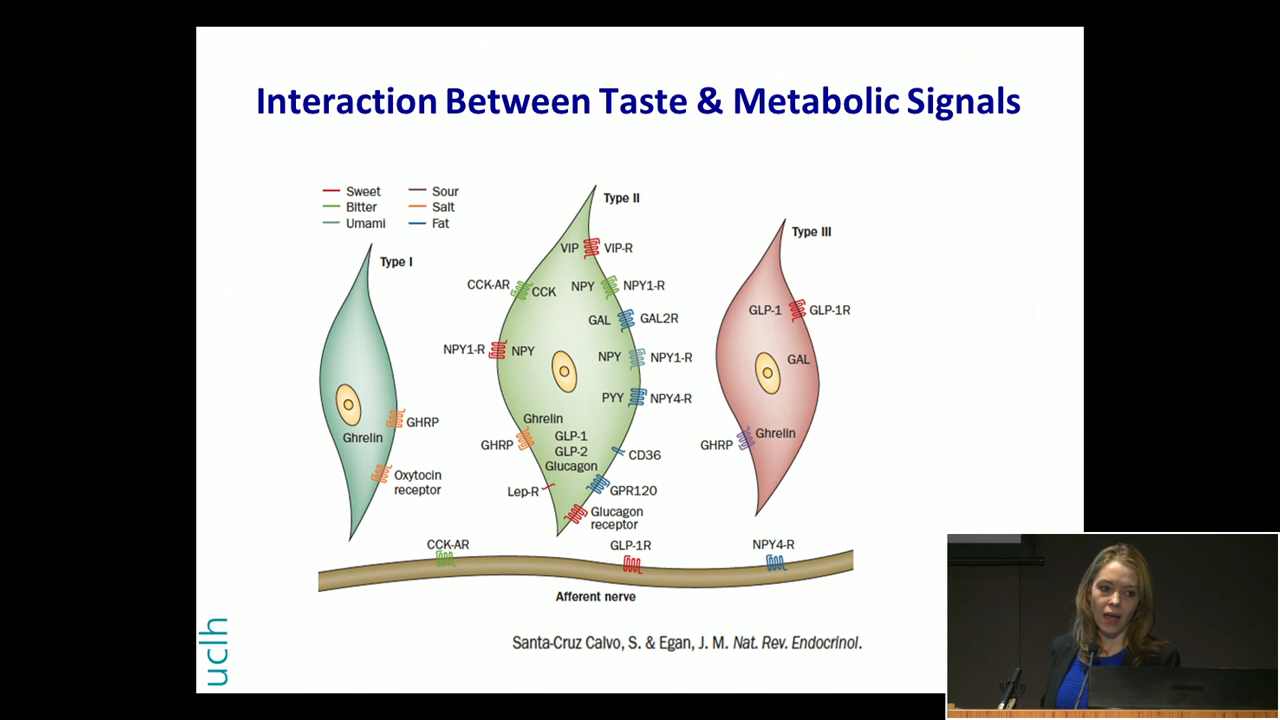 Interaction Between Taste & Metabolic Signals
Sweet
Bitter
Umami
Sour
Salt
Fat
Type I
Ghrelin
GHRP
Oxytocin
receptor
Type II
VIP
VIP-R
CCK-AR
CCK
NPY
NPY1-R
GAL
GAL2R
NPY1-R
NPY
NPY
NPY1-R
PYY
NPY4-R
Ghrelin
GHRP
GLP-1
GLP-2
Glucagon
CD36
Lep-R
GPR120
Glucagon
receptor
Type III
GLP-1
GLP-1R
GAL
GHRP
Ghrelin
CCK-AR
GLP-1R
NPY4-R
Afferent nerve
Santa-Cruz Calvo, S. & Egan, J. M. Nat. Rev. Endocrinol.
uclh
SAMSUNG